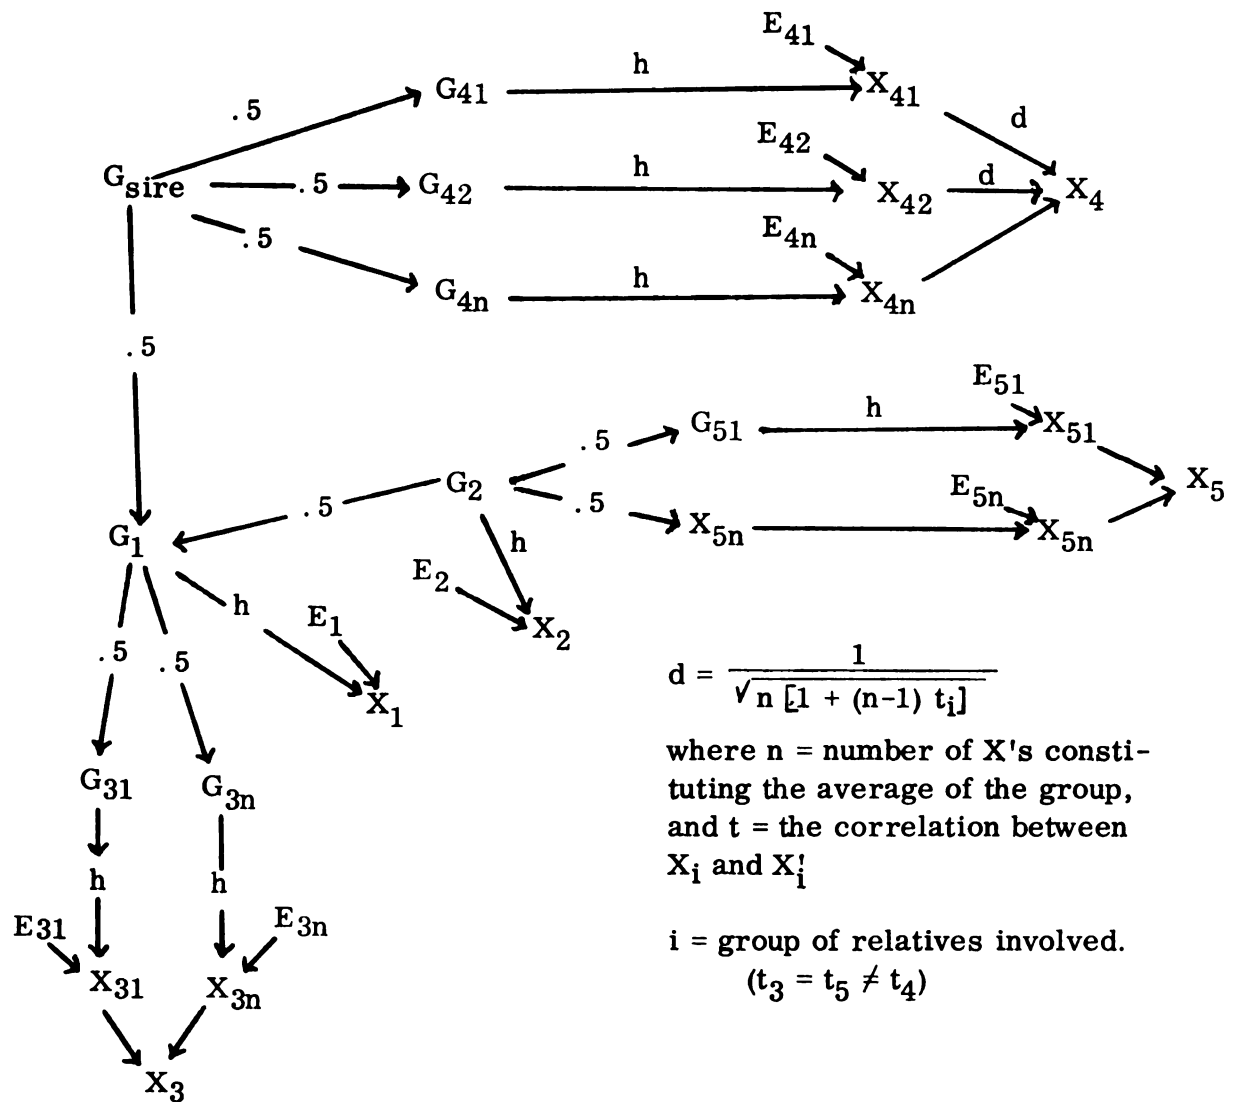 E41
h
X41
G41
.5
d
E42
h
Gsire
.5
G42
d
X42
X4
.5
E4n
h
G4n
X4n
.5
E51
h
G51
X51
.5
G2
X5
.5
.5
E5n
X5n
X5n
G1
h
E2
X2
h
E1
.5
.5
X1
d = 1 / √n [1 + (n-1) ti]
where n = number of X's consti-
tuting the average of the group,
and t = the correlation between
Xi and X'i
G31
G3n
h
h
E31
E3n
i = group of relatives involved.
(t3 = t5 ≠ t4)
X31
X3n
X3